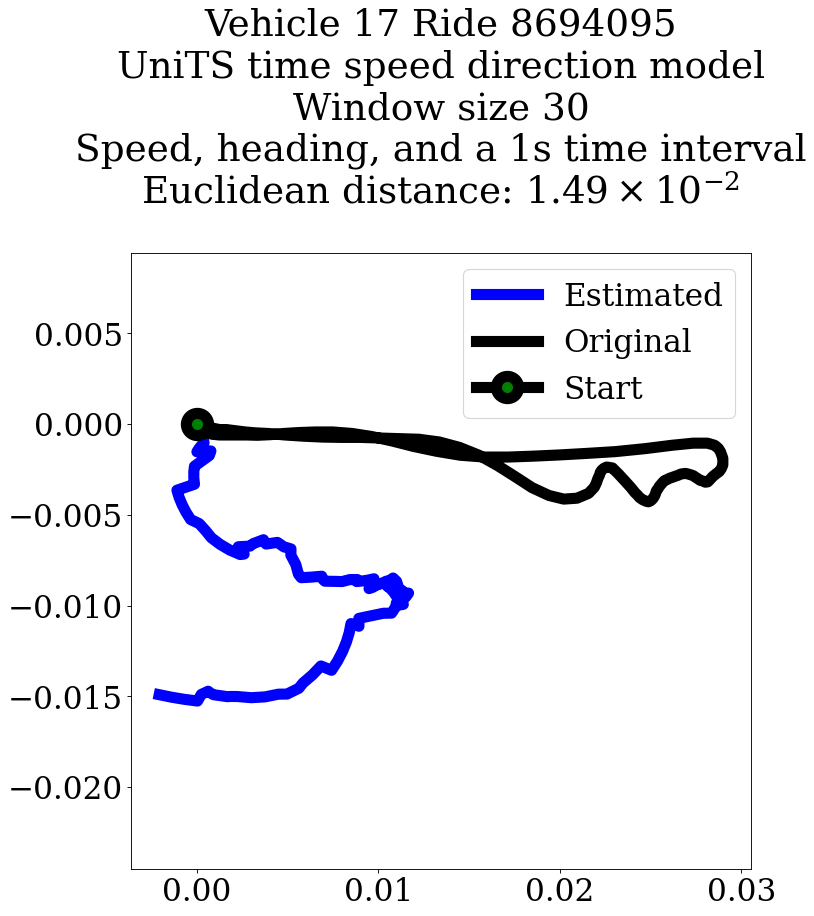 Vehicle 17 Ride 8694095
UniTS time speed direction model
Window size 30
Speed, heading, and a 1s time interval
Euclidean distance: 1.49 × 10⁻²
Estimated
Original
Start
0.005
0.000
−0.005
−0.010
−0.015
−0.020
0.00 0.01 0.02 0.03